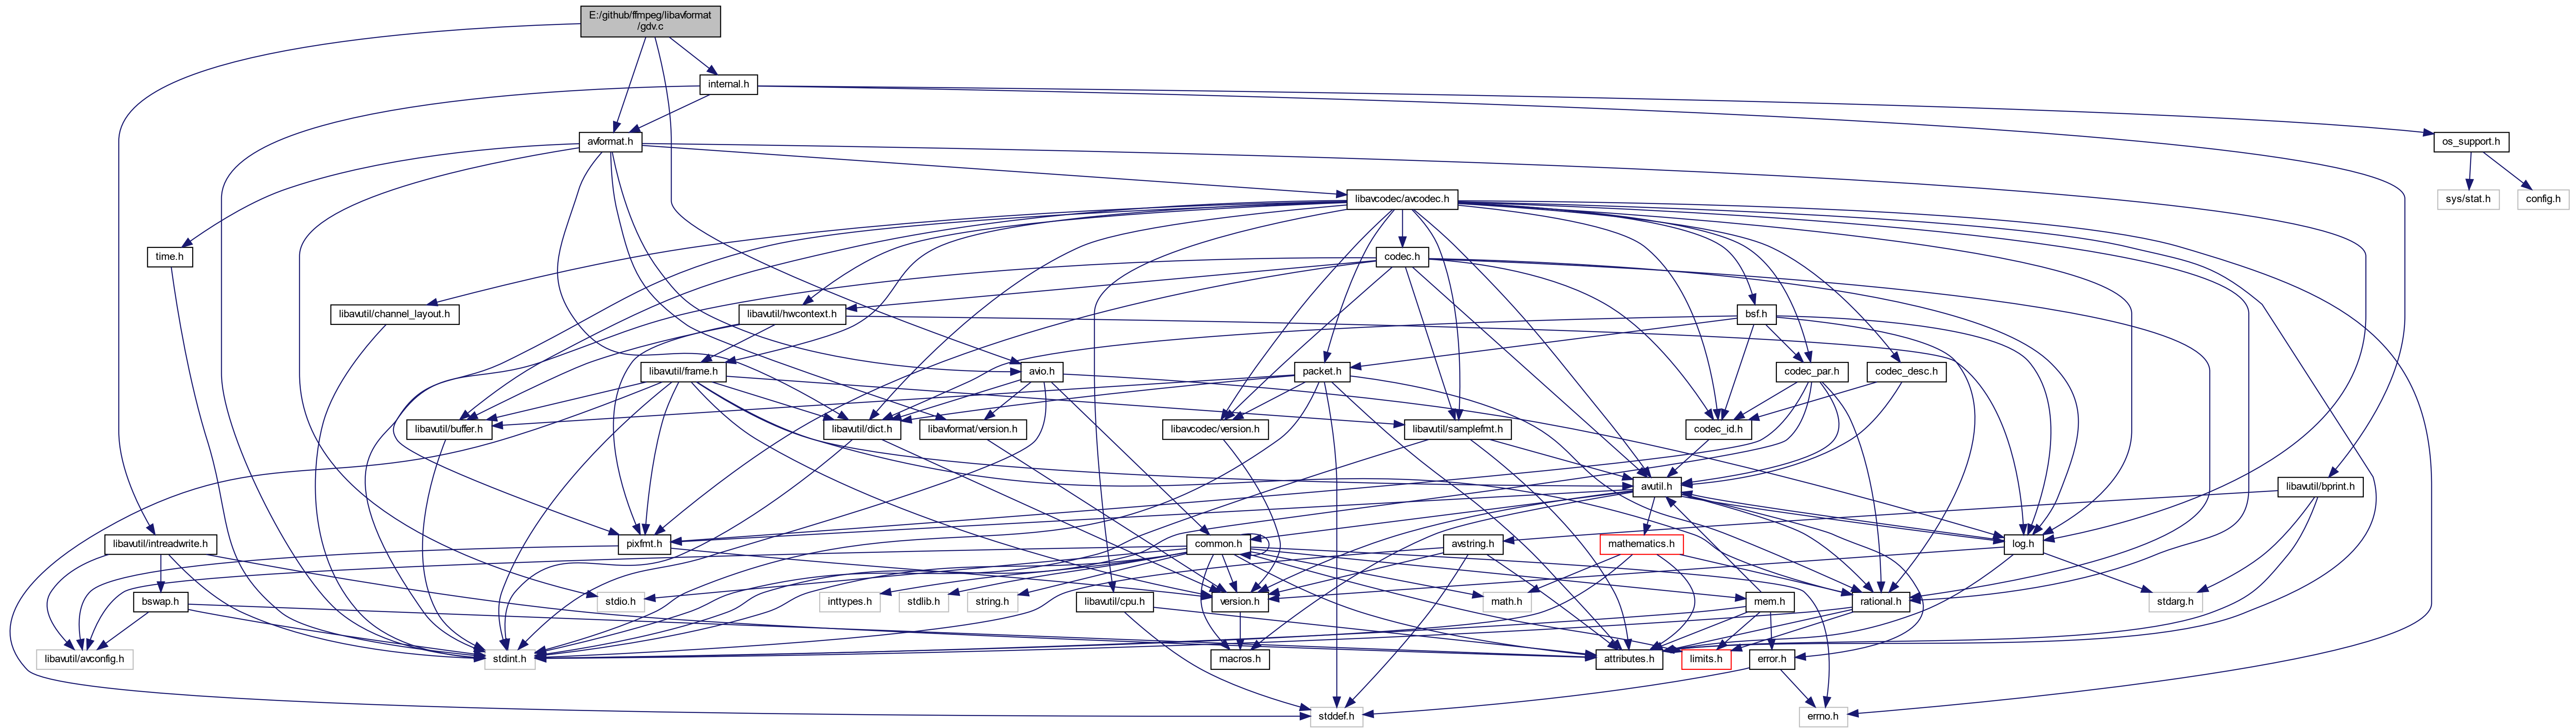 E:/github/ffmpeg/libavformat
/gdv.c
internal.h
avformat.h
os_support.h
libavcodec/avcodec.h
sys/stat.h
config.h
time.h
codec.h
libavutil/channel_layout.h
libavutil/hwcontext.h
bsf.h
libavutil/frame.h
avio.h
packet.h
codec_par.h
codec_desc.h
libavutil/buffer.h
libavutil/dict.h
libavformat/version.h
libavcodec/version.h
libavutil/samplefmt.h
codec_id.h
avutil.h
libavutil/bprint.h
libavutil/intreadwrite.h
pixfmt.h
common.h
avstring.h
mathematics.h
log.h
bswap.h
stdio.h
inttypes.h
stdlib.h
string.h
libavutil/cpu.h
version.h
math.h
mem.h
rational.h
stdarg.h
libavutil/avconfig.h
stdint.h
macros.h
attributes.h
limits.h
error.h
stddef.h
errno.h